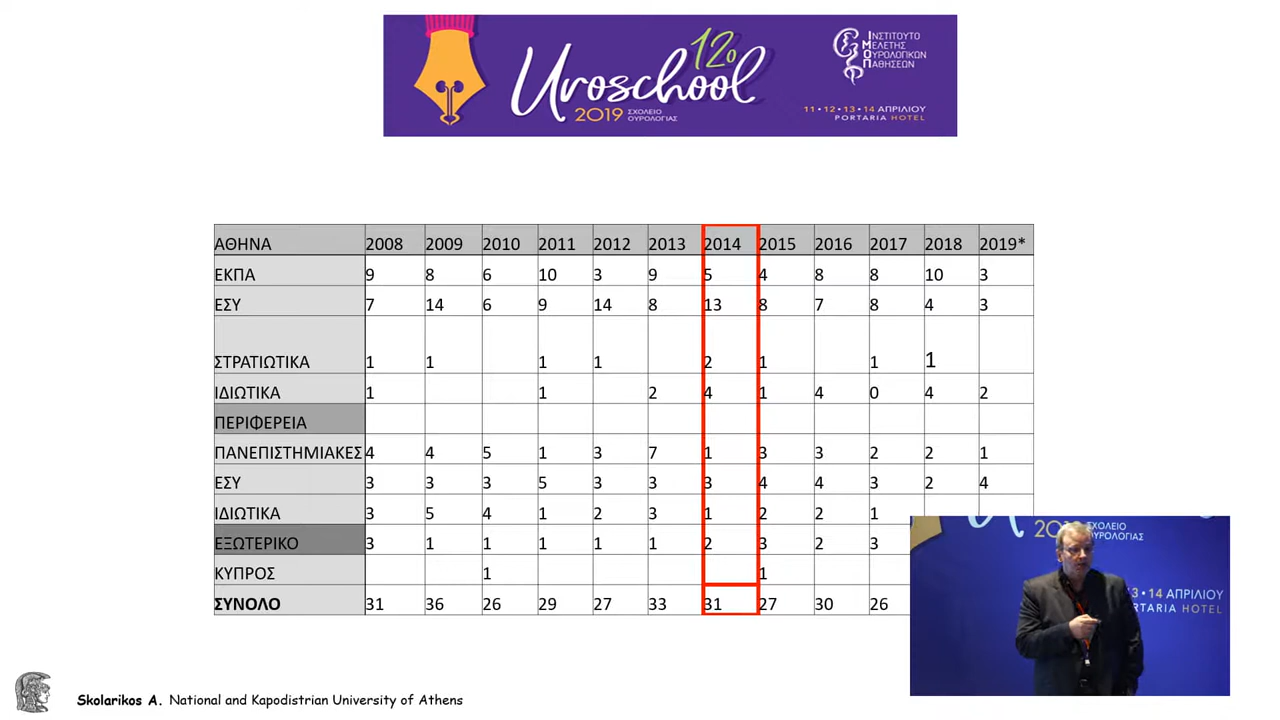 Uroschool
12ο
2019 ΣΧΟΛΕΙΟ
ΟΥΡΟΛΟΓΙΑΣ
ΙΝΣΤΙΤΟΥΤΟ
ΜΕΛΕΤΗΣ
ΟΥΡΟΛΟΓΙΚΩΝ
ΠΑΘΗΣΕΩΝ
11 • 12 • 13 • 14 ΑΠΡΙΛΙΟΥ
PORTARIA HOTEL
ΑΘΗΝΑ 2008 2009 2010 2011 2012 2013 2014 2015 2016 2017 2018 2019*
ΕΚΠΑ 9 8 6 10 3 9 5 4 8 8 10 3
ΕΣΥ 7 14 6 9 14 8 13 8 7 8 4 3
ΣΤΡΑΤΙΩΤΙΚΑ 1 1 1 1 2 1 1 1
ΙΔΙΩΤΙΚΑ 1 1 2 4 1 4 0 4 2
ΠΕΡΙΦΕΡΕΙΑ
ΠΑΝΕΠΙΣΤΗΜΙΑΚΕΣ 4 4 5 1 3 7 1 3 3 2 2 1
ΕΣΥ 3 3 3 5 3 3 3 4 4 3 2 4
ΙΔΙΩΤΙΚΑ 3 5 4 1 2 3 1 2 2 1
ΕΞΩΤΕΡΙΚΟ 3 1 1 1 1 1 2 3 2 3
ΚΥΠΡΟΣ 1 1
ΣΥΝΟΛΟ 31 36 26 29 27 33 31 27 30 26
ΣΧΟΛΕΙΟ
ΟΥΡΟΛΟΓΙΑΣ
13 • 14 ΑΠΡΙΛΙΟΥ
RTARIA HOTEL
Skolarikos A. National and Kapodistrian University of Athens